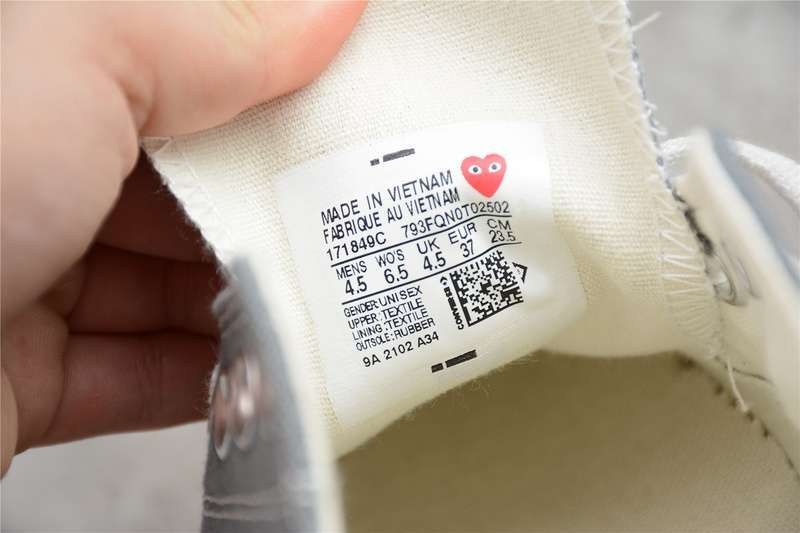 MADE IN VIETNAM
FABRIQUE AU VIETNAM
171849C 793FQN0T02502
MENS WO'S UK EUR CM
4.5 6.5 4.5 37 23.5
GENDER:UNISEX
UPPER:TEXTILE
LINING:TEXTILE
OUTSOLE:RUBBER
CONVERSE
9A 2102 A34